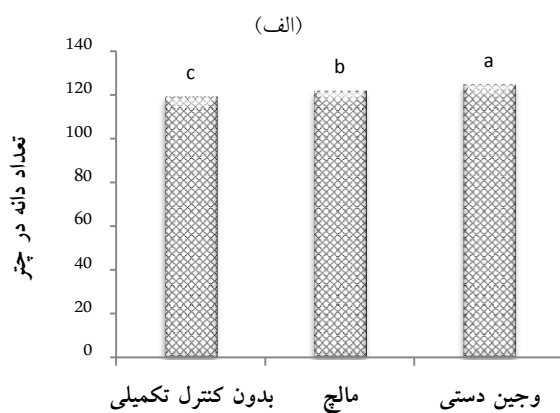 (الف)
تعداد دانه در چتر
140
120
100
80
60
40
20
0
c
b
a
بدون کنترل تکمیلی
مالچ
وجین دستی